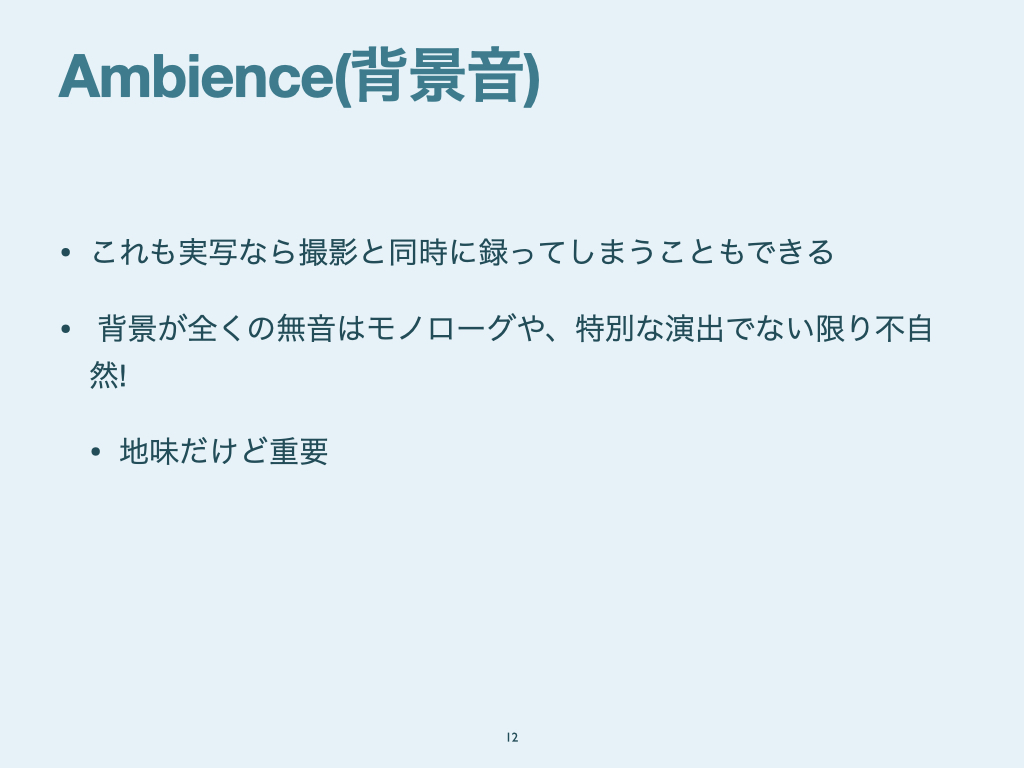 Ambience(背景音)
• これも実写なら撮影と同時に録ってしまうこともできる
• 背景が全くの無音はモノローグや、特別な演出でない限り不自
然!
• 地味だけど重要
12